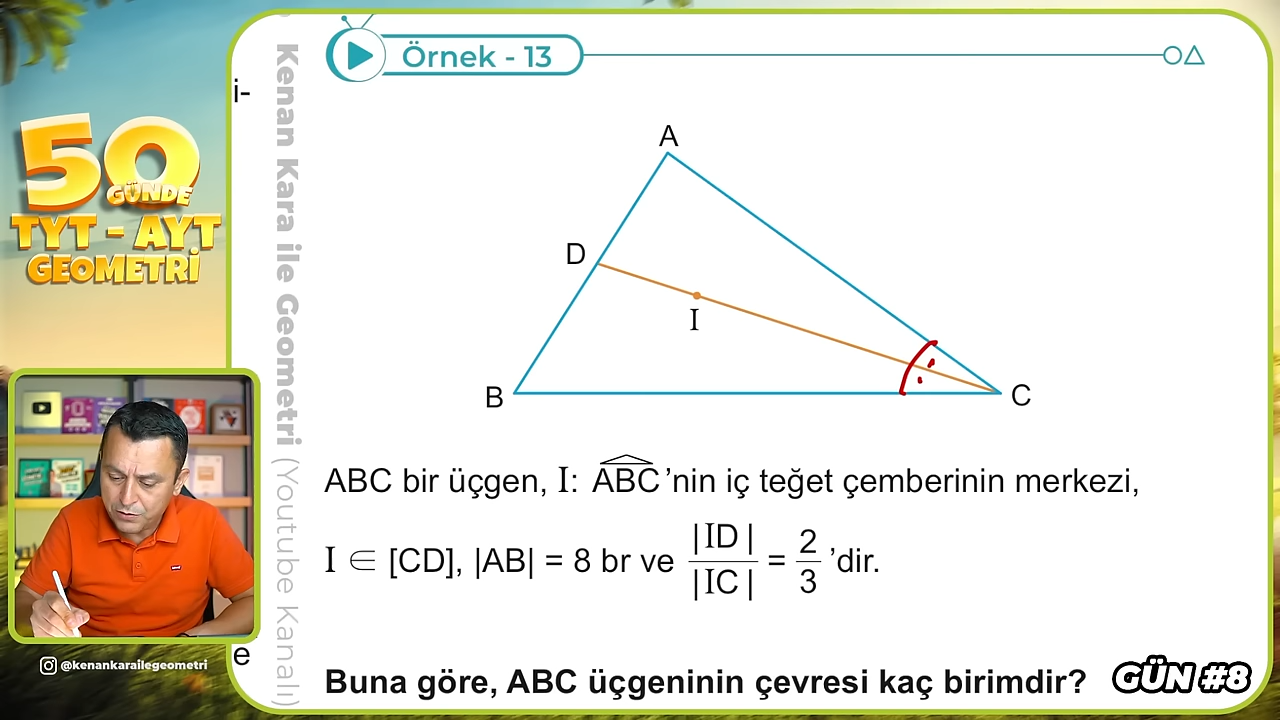 Örnek - 13
i-
50
GÜNDE
TYT - AYT
GEOMETRİ
Kenan Kara ile Geometri (Youtube Kanalı)
A
D
I
B
C
ABC bir üçgen, I: ABC'nin iç teğet çemberinin merkezi,
I ∈ [CD], |AB| = 8 br ve |ID| / |IC| = 2/3 'dir.
e
@kenankarailegeometri
Buna göre, ABC üçgeninin çevresi kaç birimdir?
GÜN #8